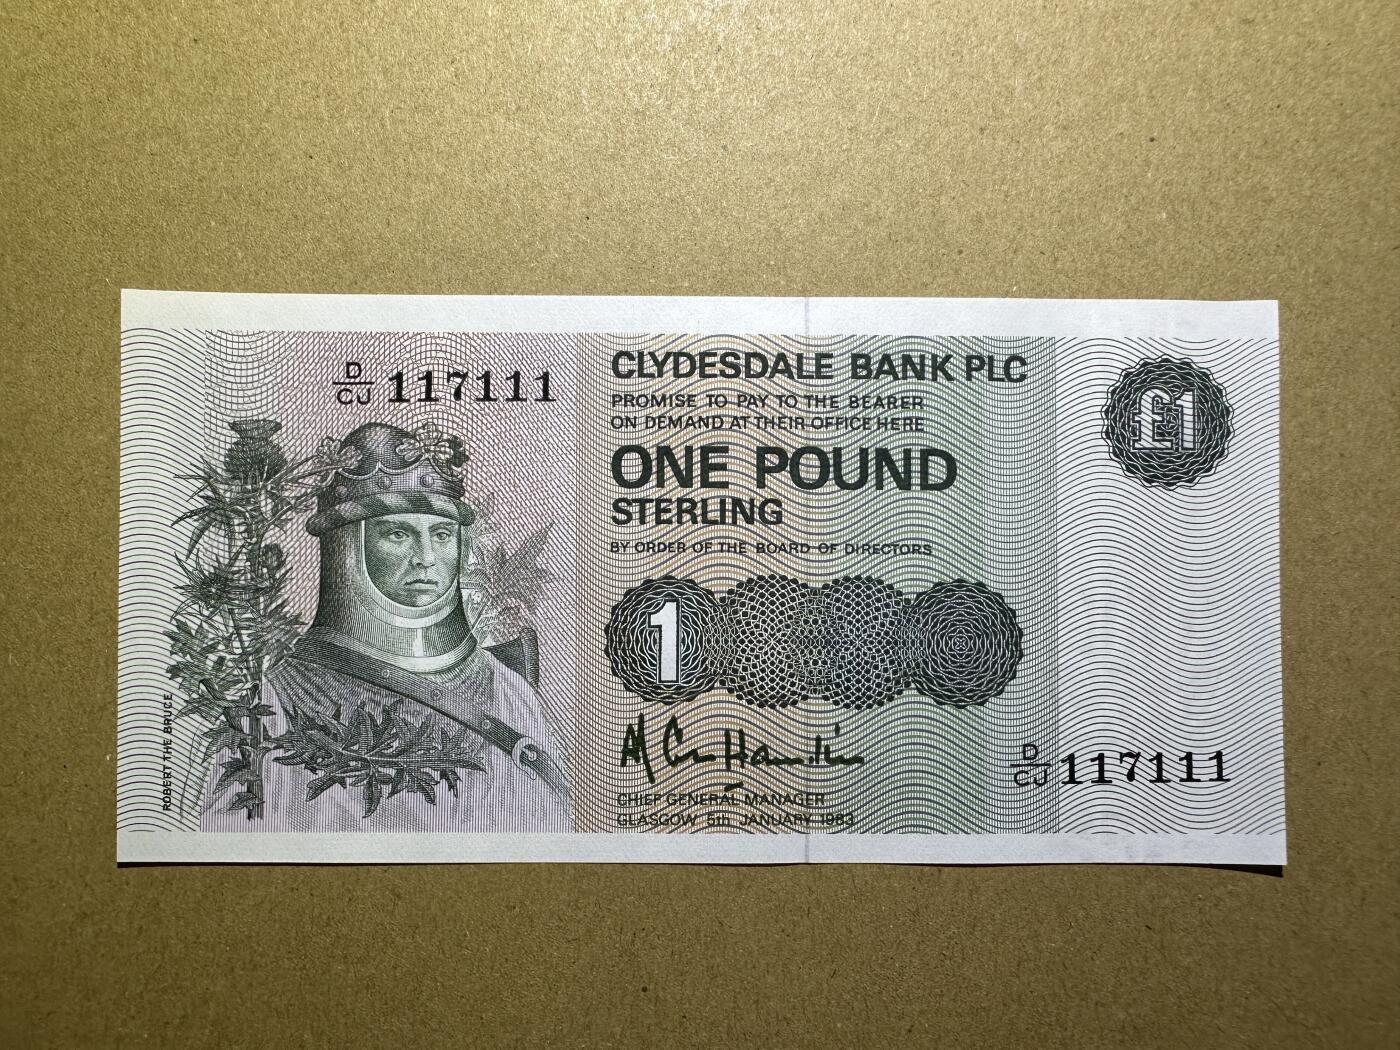 D/CJ 117111
CLYDESDALE BANK PLC
PROMISE TO PAY TO THE BEARER
ON DEMAND AT THEIR OFFICE HERE
ONE POUND
STERLING
BY ORDER OF THE BOARD OF DIRECTORS
£1
1
ROBERT THE BRUCE
CHIEF GENERAL MANAGER
GLASGOW 5th JANUARY 1983
D/CJ 117111